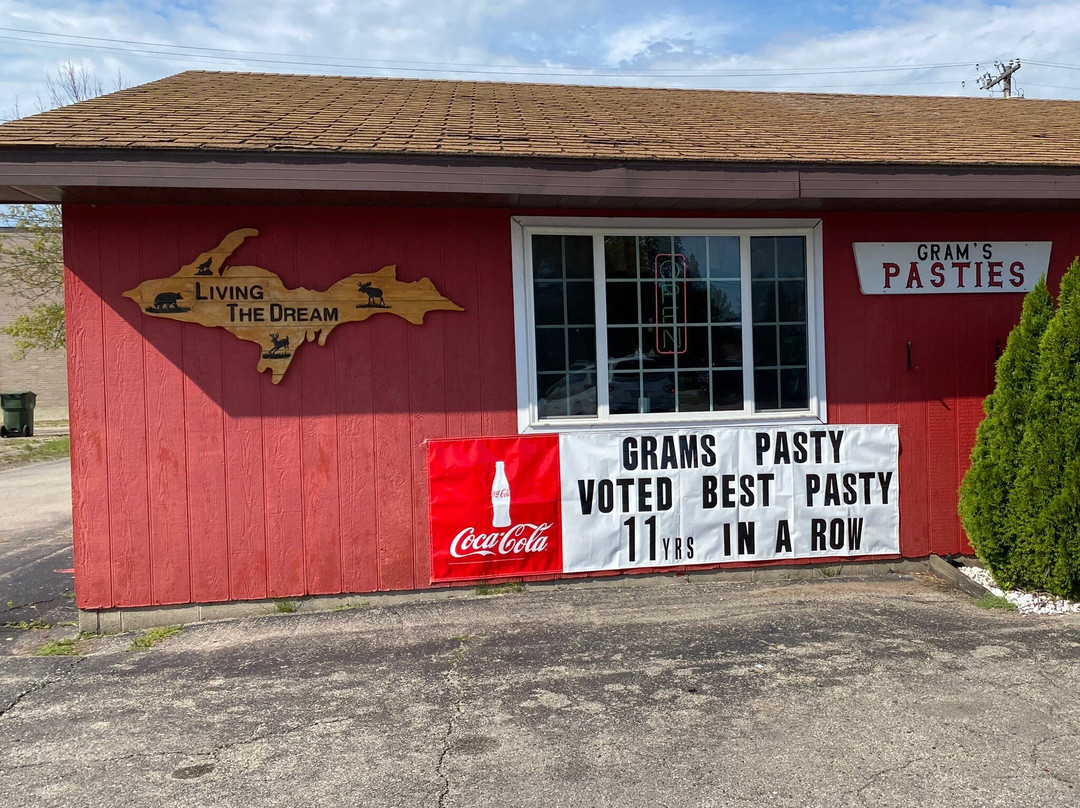 LIVING
THE DREAM
OPEN
GRAM'S
PASTIES
Coca-Cola
Coca-Cola
GRAMS PASTY
VOTED BEST PASTY
11YRS IN A ROW